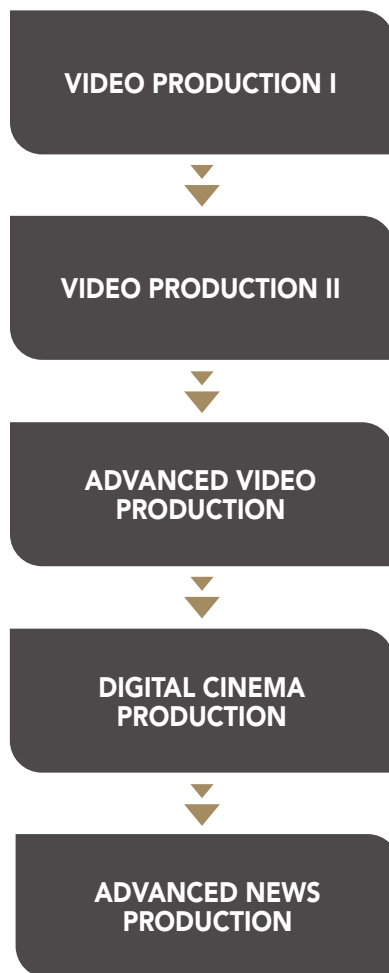 VIDEO PRODUCTION I
VIDEO PRODUCTION II
ADVANCED VIDEO
PRODUCTION
DIGITAL CINEMA
PRODUCTION
ADVANCED NEWS
PRODUCTION